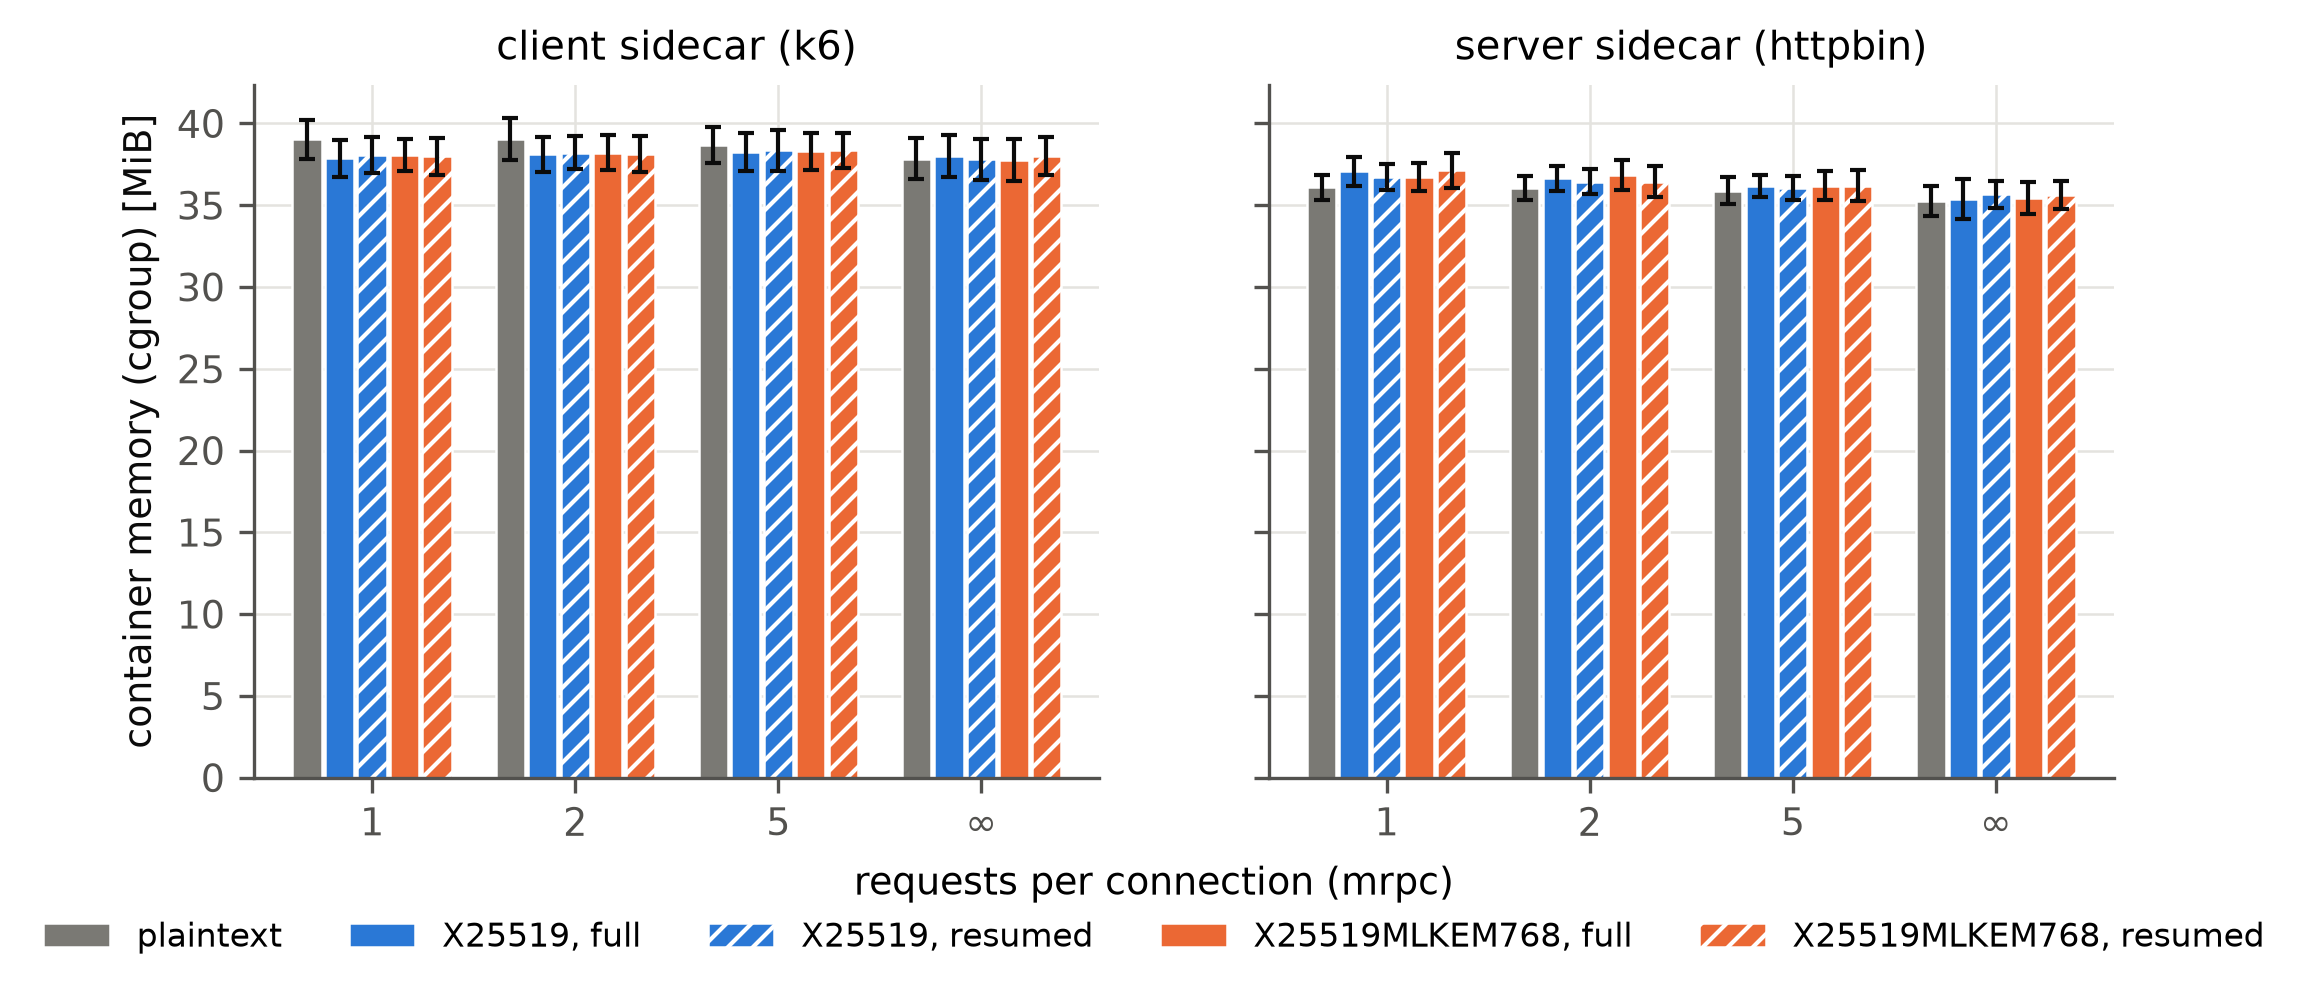 client sidecar (k6)
server sidecar (httpbin)
container memory (cgroup) [MiB]
40
35
30
25
20
15
10
5
0
1 2 5 ∞
1 2 5 ∞
requests per connection (mrpc)
plaintext X25519, full X25519, resumed X25519MLKEM768, full X25519MLKEM768, resumed